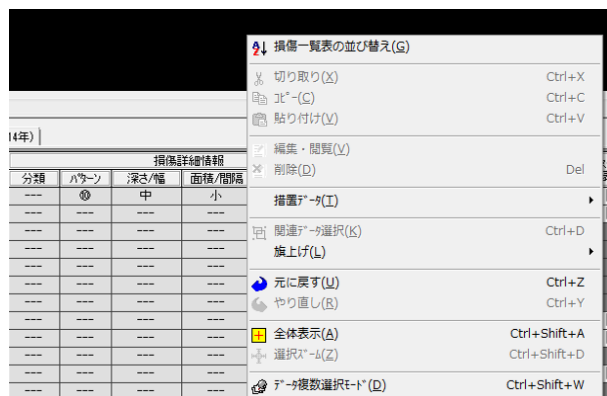 損傷一覧表の並び替え(G)
切り取り(X) Ctrl+X
ｺﾋﾟｰ(C) Ctrl+C
貼り付け(V) Ctrl+V
編集・閲覧(V)
削除(D) Del
措置ﾃﾞｰﾀ(T)
関連ﾃﾞｰﾀ選択(K) Ctrl+D
旗上げ(L)
元に戻す(U) Ctrl+Z
やり直し(R) Ctrl+Y
全体表示(A) Ctrl+Shift+A
選択ｽﾞｰﾑ(Z) Ctrl+Shift+D
ﾃﾞｰﾀ複数選択ﾓｰﾄﾞ(D) Ctrl+Shift+W
14年)
損傷詳細情報
分類 ﾊﾟﾀｰﾝ 深さ/幅 面積/間隔
--- ⑩ 中 小
--- --- --- ---
--- --- --- ---
--- --- --- ---
--- --- --- ---
--- --- --- ---
--- --- --- ---
--- --- --- ---
--- --- --- ---
--- --- --- ---
--- --- --- ---
--- --- --- ---